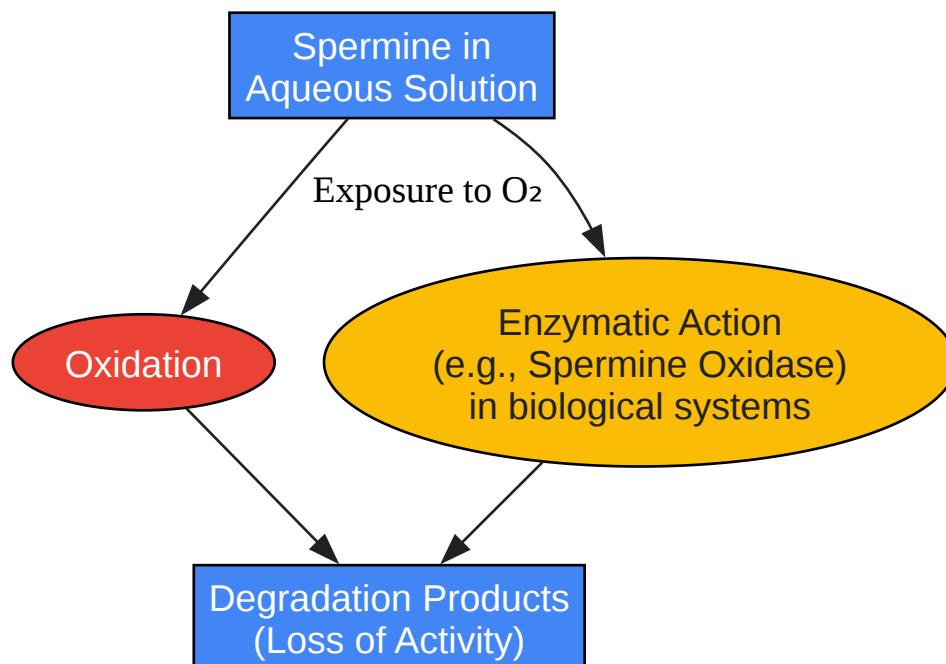 Spermine in
Aqueous Solution
Exposure to O₂
Oxidation
Enzymatic Action
(e.g., Spermine Oxidase)
in biological systems
Degradation Products
(Loss of Activity)